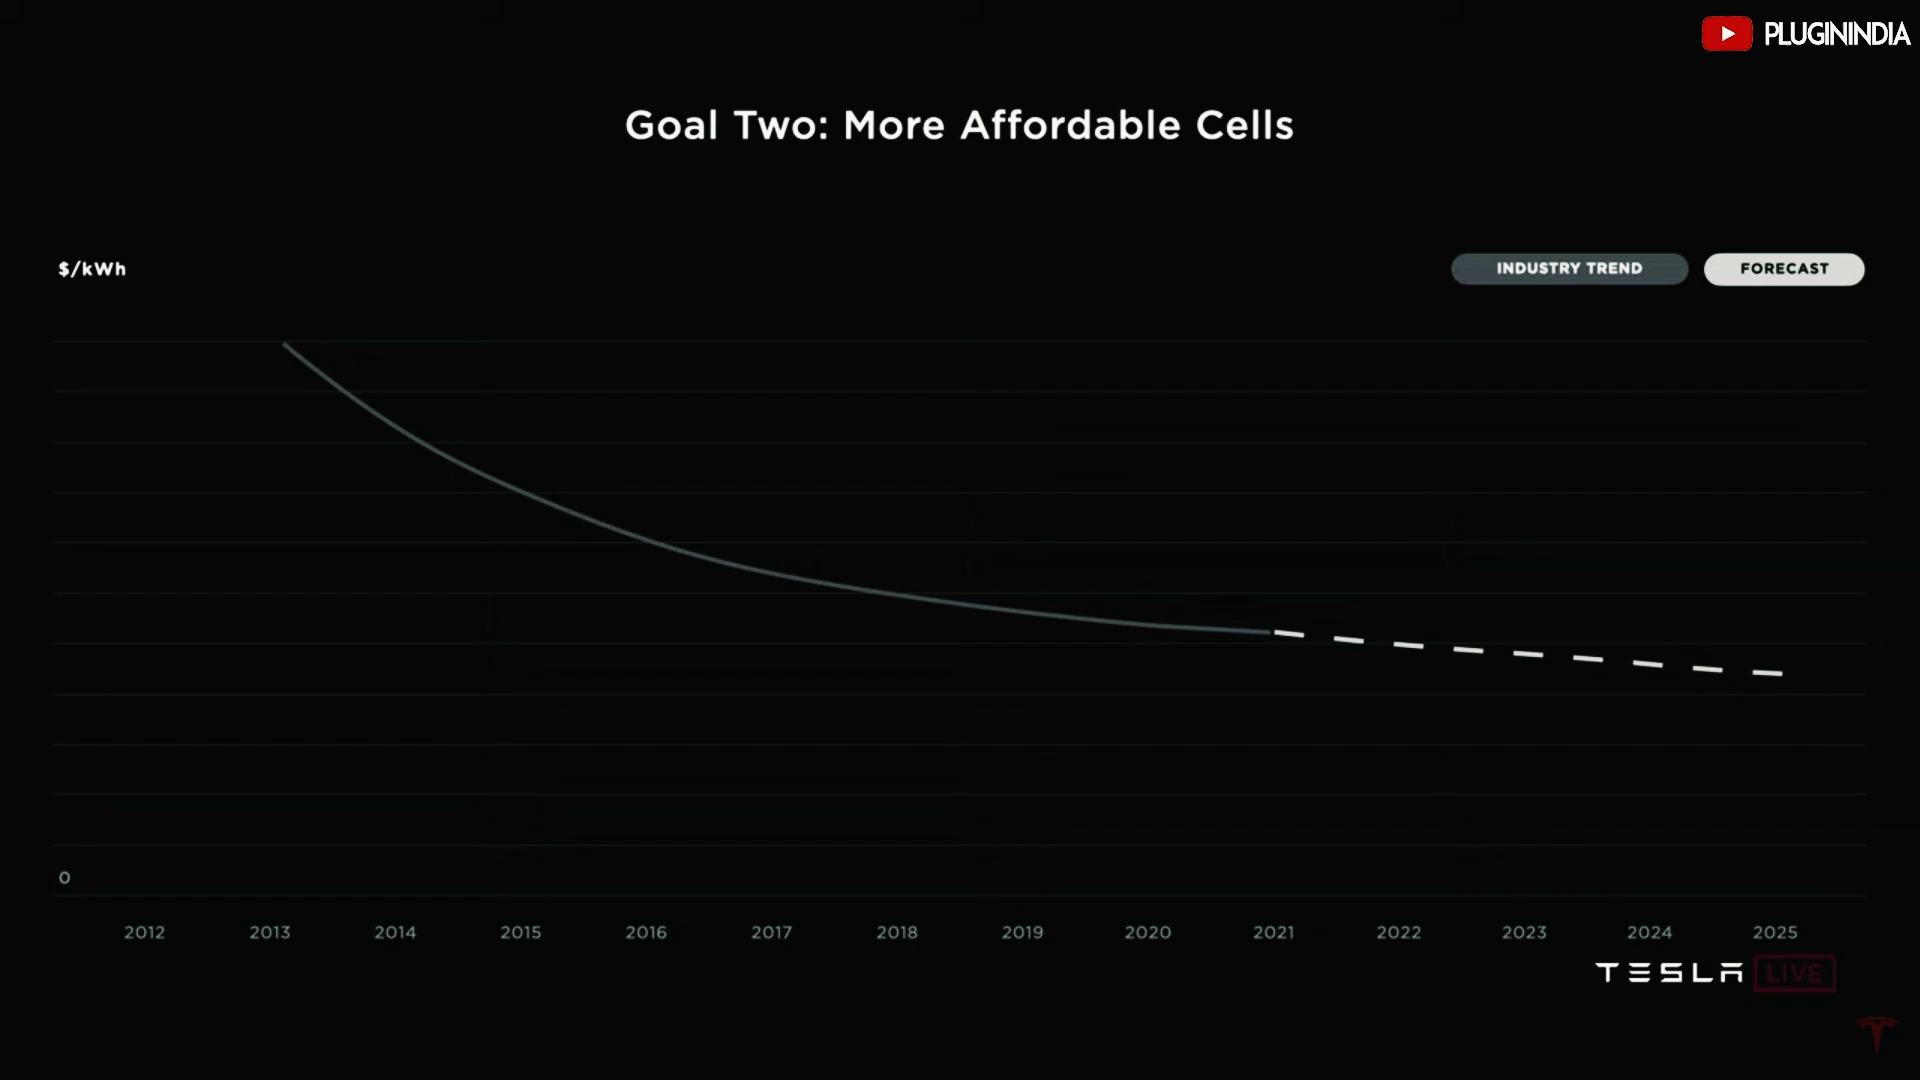 PLUGININDIA
Goal Two: More Affordable Cells
$/kWh
INDUSTRY TREND
FORECAST
0
2012 2013 2014 2015 2016 2017 2018 2019 2020 2021 2022 2023 2024 2025
TESLA LIVE